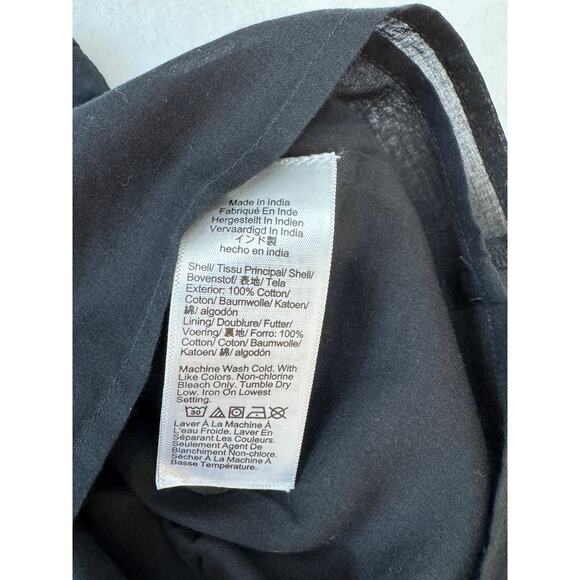 Made In India
Fabriqué En Inde
Hergestellt In Indien
Vervaardigd In India
インド製
hecho en india
Shell/ Tissu Principal/ Shell/
Bovenstof/ 表地/ Tela
Exterior: 100% Cotton/
Coton/ Baumwolle/ Katoen/
綿/ algodón
Lining/ Doublure/ Futter/
Voering/ 裏地/ Forro: 100%
Cotton/ Coton/ Baumwolle/
Katoen/ 綿/ algodón
Machine Wash Cold. With
Like Colors. Non-chlorine
Bleach Only. Tumble Dry
Low. Iron On Lowest
Setting.
30
Laver À La Machine À
L'eau Froide. Laver En
Séparant Les Couleurs.
Seulement Agent De
Blanchiment Non Chloré.
Sécher À La Machine À
Basse Température.